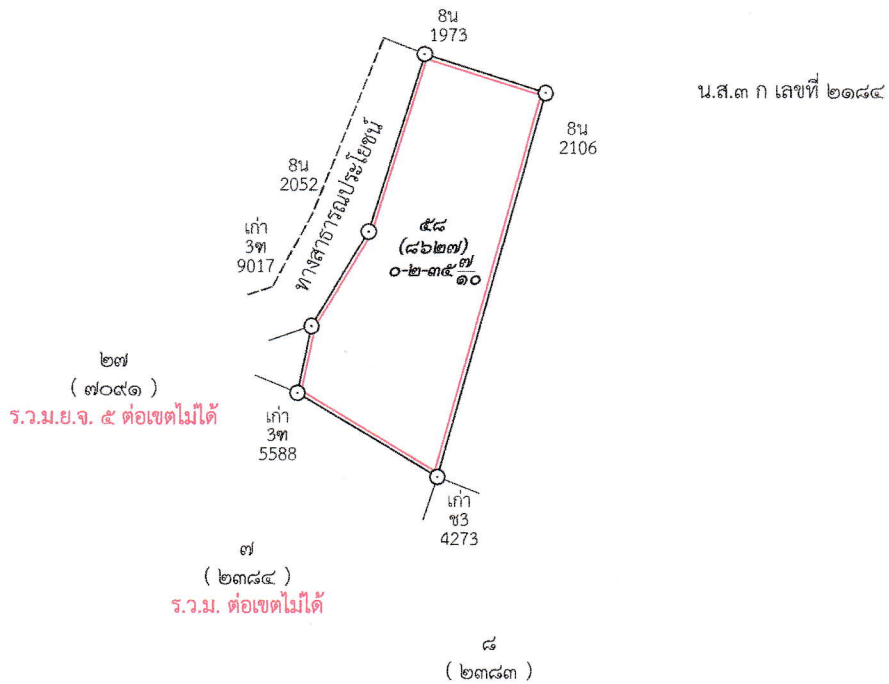 8น
1973
น.ส.๓ ก เลขที่ ๒๑๘๔
8น
2106
8น
2052
ทางสาธารณประโยชน์
เก่า
3ฑ
9017
๕๘
(๘๖๒๗)
๐-๒-๓๕ ๗/๑๐
๒๗
( ๗๐๙๑ )
ร.ว.ม.ย.จ. ๕ ต่อเขตไม่ได้
เก่า
3ฑ
5588
เก่า
ช3
4273
๗
( ๒๓๘๔ )
ร.ว.ม. ต่อเขตไม่ได้
๘
( ๒๓๘๓ )